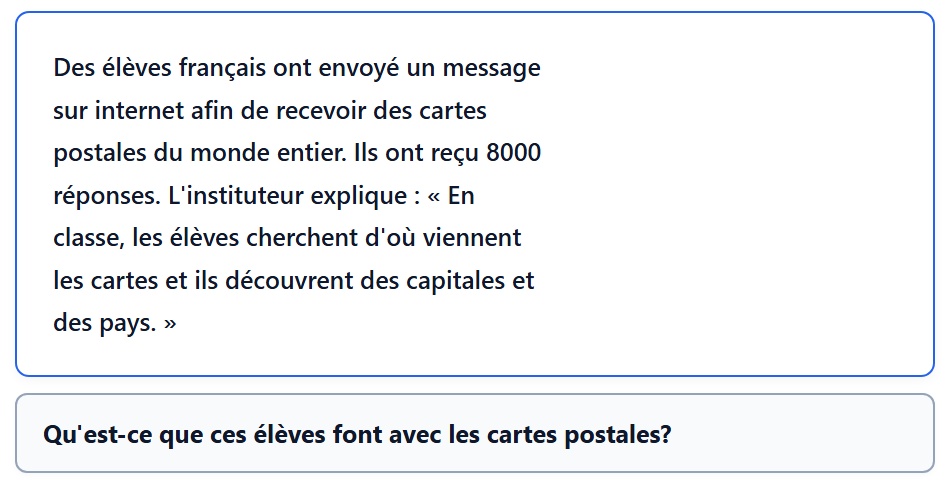 Des élèves français ont envoyé un message
sur internet afin de recevoir des cartes
postales du monde entier. Ils ont reçu 8000
réponses. L'instituteur explique : « En
classe, les élèves cherchent d'où viennent
les cartes et ils découvrent des capitales et
des pays. »
Qu'est-ce que ces élèves font avec les cartes postales?